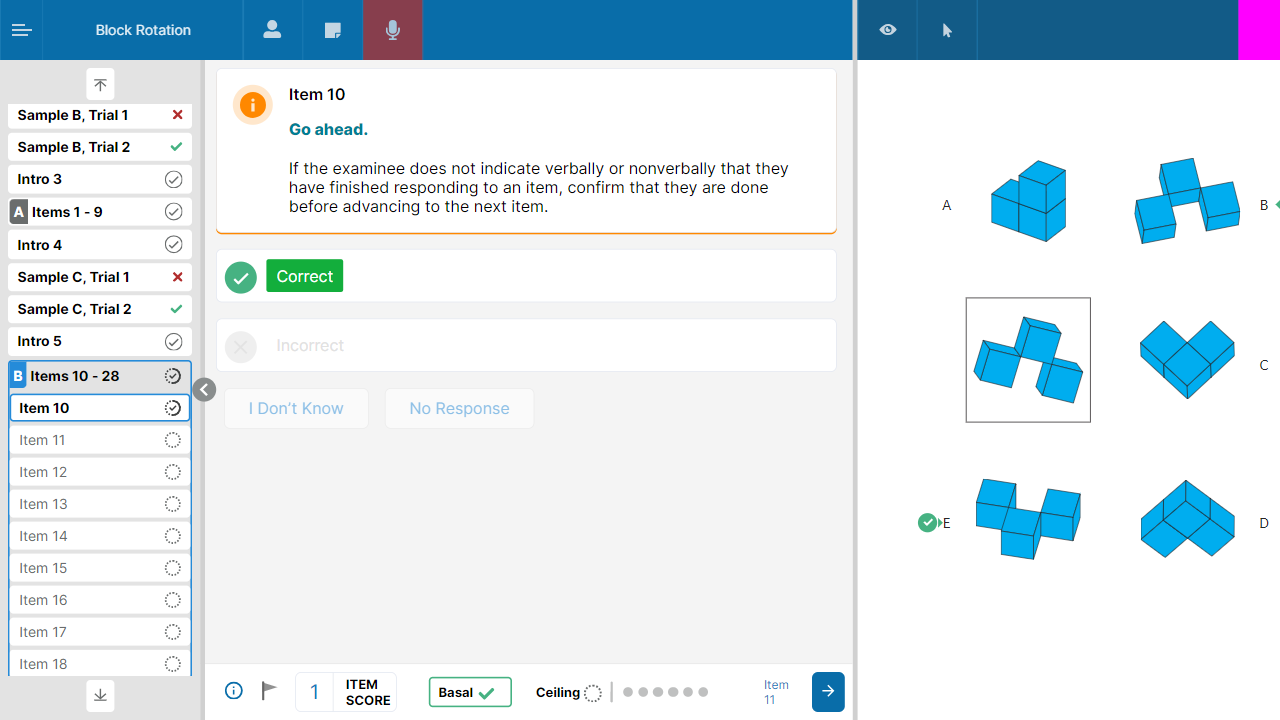 Block Rotation
Sample B, Trial 1
Sample B, Trial 2
Intro 3
A Items 1 - 9
Intro 4
Sample C, Trial 1
Sample C, Trial 2
Intro 5
B Items 10 - 28
Item 10
Item 11
Item 12
Item 13
Item 14
Item 15
Item 16
Item 17
Item 18
Item 10
Go ahead.
If the examinee does not indicate verbally or nonverbally that they
have finished responding to an item, confirm that they are done
before advancing to the next item.
Correct
Incorrect
I Don't Know
No Response
1
ITEM
SCORE
Basal
Ceiling
Item
11
A
B
C
E
D